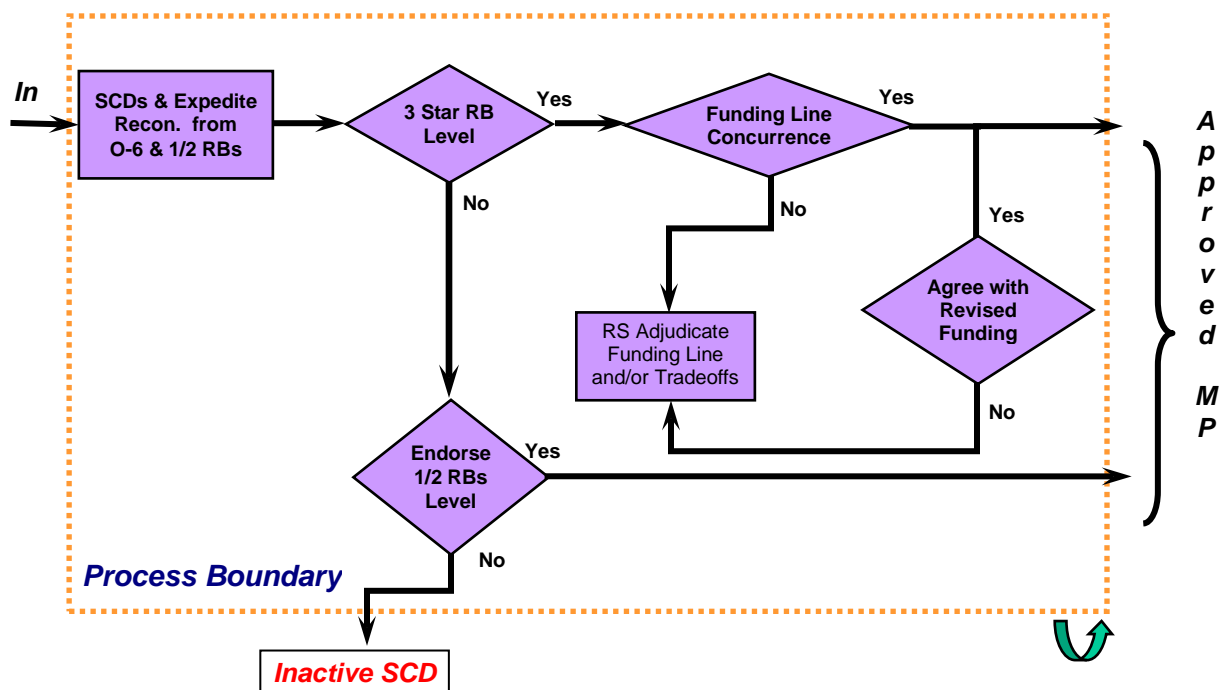 In
SCDs & Expedite
Recon. from
O-6 & 1/2 RBs
3 Star RB
Level
Yes
No
Funding Line
Concurrence
Yes
No
Yes
Agree with
Revised
Funding
No
RS Adjudicate
Funding Line
and/or Tradeoffs
Endorse
1/2 RBs
Level
Yes
No
Process Boundary
Inactive SCD
Approved MP